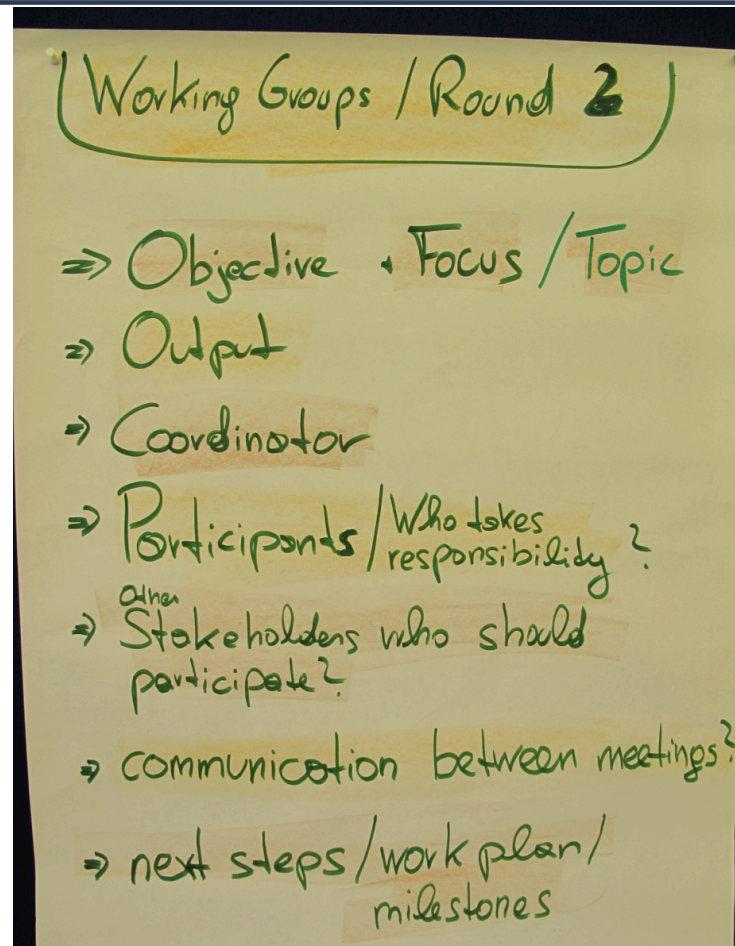 Working Groups / Round 2
⇒ Objective + Focus / Topic
⇒ Output
⇒ Coordinator
⇒ Participants / Who takes
responsibility ?
Other
⇒ Stakeholders who should
participate?
⇒ communication between meetings?
⇒ next steps / work plan /
milestones